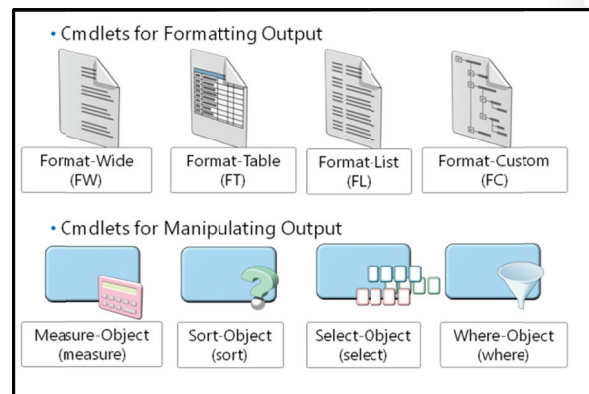 • Cmdlets for Formatting Output
Format-Wide
(FW)
Format-Table
(FT)
Format-List
(FL)
Format-Custom
(FC)
• Cmdlets for Manipulating Output
Measure-Object
(measure)
Sort-Object
(sort)
Select-Object
(select)
Where-Object
(where)